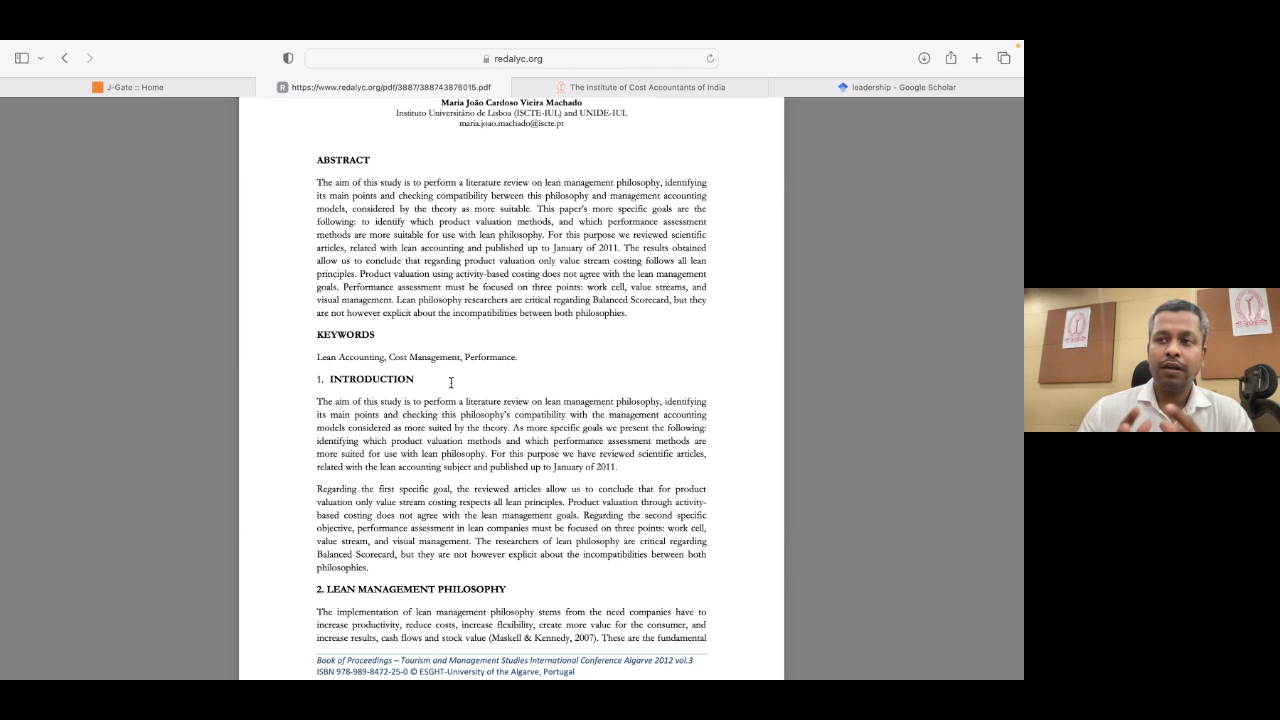 redalyc.org
J-Gate :: Home
R https://www.redalyc.org/pdf/3887/388743876015.pdf
The Institute of Cost Accountants of India
leadership - Google Scholar
Maria João Cardoso Vieira Machado
Instituto Universitário de Lisboa (ISCTE-IUL) and UNIDE-IUL
maria.joao.machado@iscte.pt
ABSTRACT
The aim of this study is to perform a literature review on lean management philosophy, identifying
its main points and checking compatibility between this philosophy and management accounting
models, considered by the theory as more suitable. This paper's more specific goals are the
following: to identify which product valuation methods, and which performance assessment
methods are more suitable for use with lean philosophy. For this purpose we reviewed scientific
articles, related with lean accounting and published up to January of 2011. The results obtained
allow us to conclude that regarding product valuation only value stream costing follows all lean
principles. Product valuation using activity-based costing does not agree with the lean management
goals. Performance assessment must be focused on three points: work cell, value streams, and
visual management. Lean philosophy researchers are critical regarding Balanced Scorecard, but they
are not however explicit about the incompatibilities between both philosophies.
KEYWORDS
Lean Accounting, Cost Management, Performance.
1. INTRODUCTION
The aim of this study is to perform a literature review on lean management philosophy, identifying
its main points and checking this philosophy's compatibility with the management accounting
models considered as more suited by the theory. As more specific goals we present the following:
identifying which product valuation methods and which performance assessment methods are
more suited for use with lean philosophy. For this purpose we have reviewed scientific articles,
related with the lean accounting subject and published up to January of 2011.
Regarding the first specific goal, the reviewed articles allow us to conclude that for product
valuation only value stream costing respects all lean principles. Product valuation through activity-
based costing does not agree with the lean management goals. Regarding the second specific
objective, performance assessment in lean companies must be focused on three points: work cell,
value stream, and visual management. The researchers of lean philosophy are critical regarding
Balanced Scorecard, but they are not however explicit about the incompatibilities between both
philosophies.
2. LEAN MANAGEMENT PHILOSOPHY
The implementation of lean management philosophy stems from the need companies have to
increase productivity, reduce costs, increase flexibility, create more value for the consumer, and
increase results, cash flows and stock value (Maskell & Kennedy, 2007). These are the fundamental
Book of Proceedings – Tourism and Management Studies International Conference Algarve 2012 vol.3
ISBN 978-989-8472-25-0 © ESGHT-University of the Algarve, Portugal